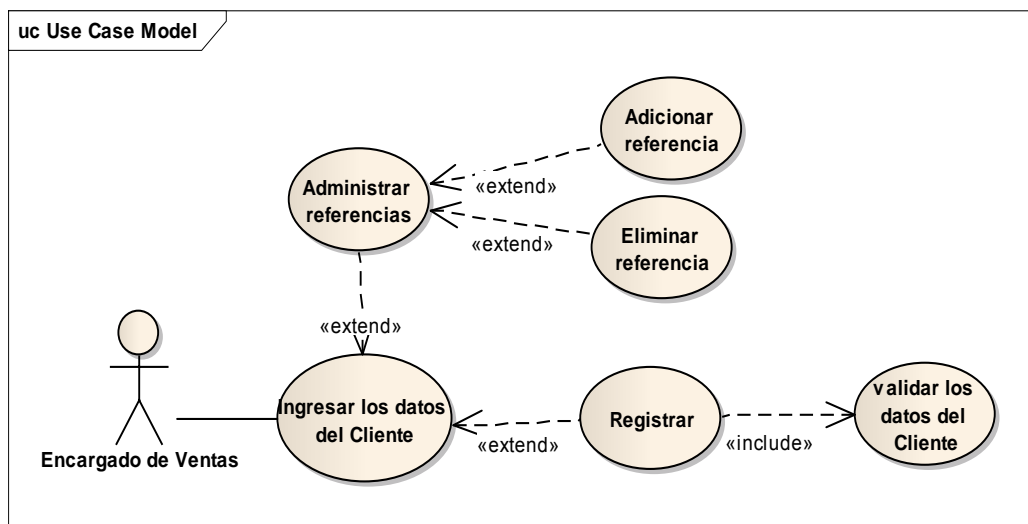 uc Use Case Model
Adicionar
referencia
Administrar
referencias
«extend»
Eliminar
referencia
«extend»
«extend»
Ingresar los datos
del Cliente
Registrar
validar los
datos del
Cliente
«extend»
«include»
Encargado de Ventas